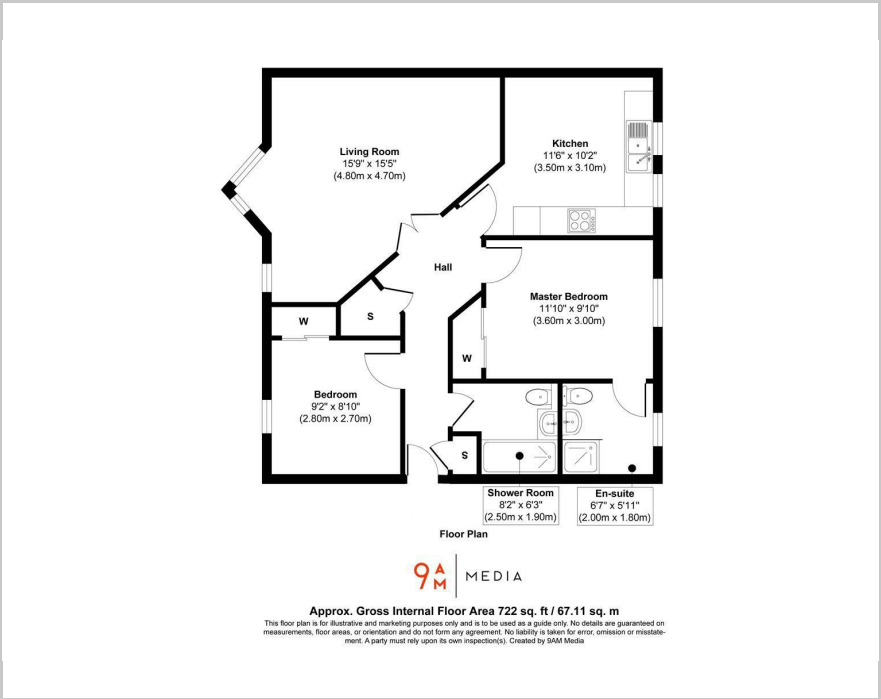 Living Room
15'9" x 15'5"
(4.80m x 4.70m)
Kitchen
11'6" x 10'2"
(3.50m x 3.10m)
Hall
Master Bedroom
11'10" x 9'10"
(3.60m x 3.00m)
W
S
W
Bedroom
9'2" x 8'10"
(2.80m x 2.70m)
S
Shower Room
8'2" x 6'3"
(2.50m x 1.90m)
En-suite
6'7" x 5'11"
(2.00m x 1.80m)
Floor Plan
9AM MEDIA
Approx. Gross Internal Floor Area 722 sq. ft / 67.11 sq. m
This floor plan is for illustrative and marketing purposes only and is to be used as a guide only. No details are guaranteed on
measurements, floor areas, or orientation and do not form any agreement. No liability is taken for error, omission or misstate-
ment. A party must rely upon its own inspection(s). Created by 9AM Media